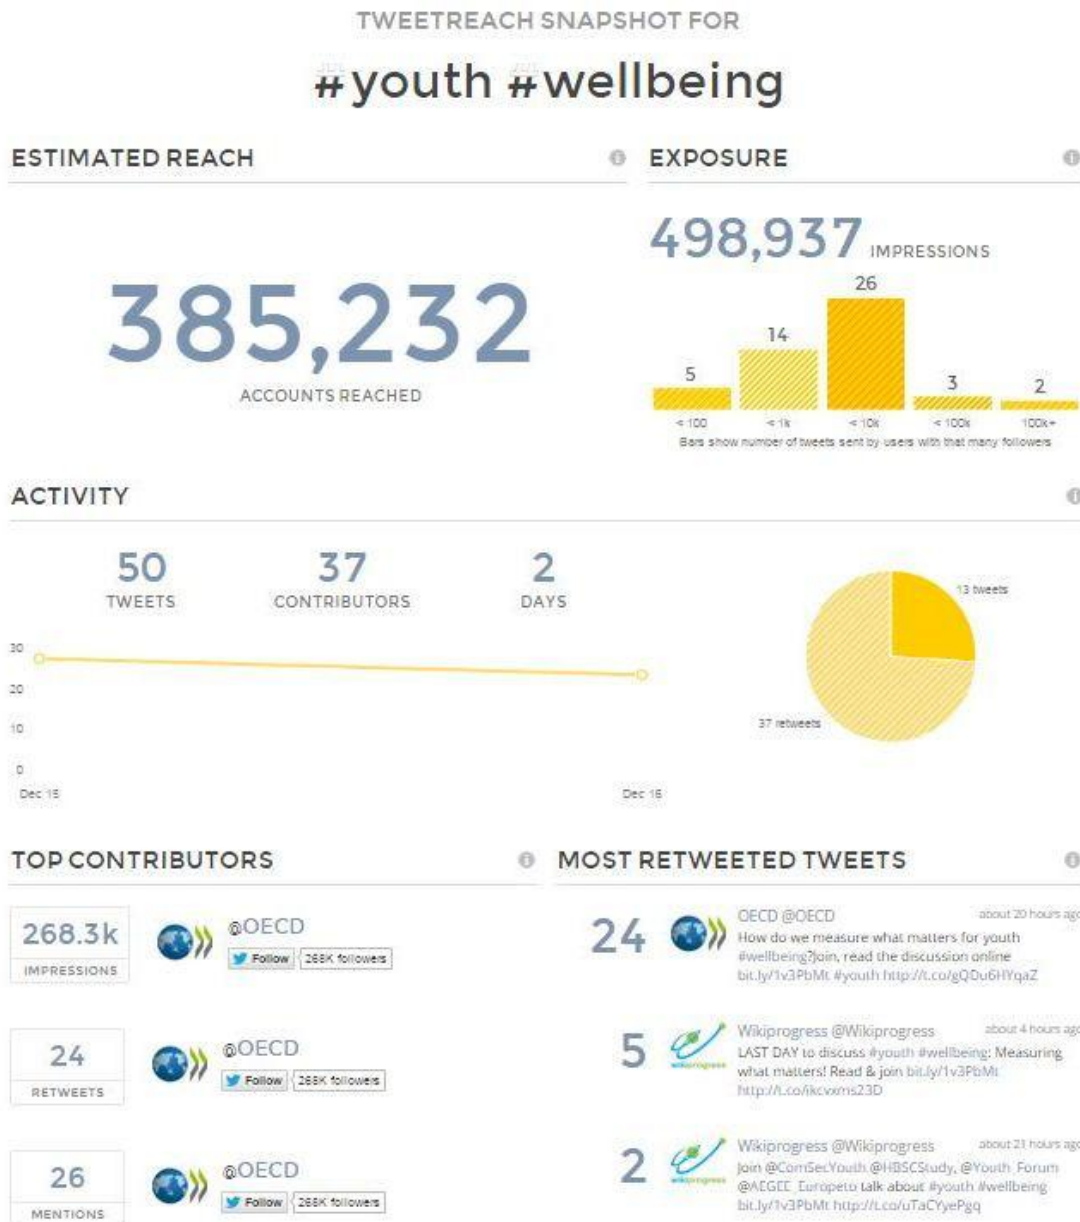 TWEETREACH SNAPSHOT FOR
#youth #wellbeing
ESTIMATED REACH
385,232
ACCOUNTS REACHED
EXPOSURE
498,937 IMPRESSIONS
5
14
26
3
2
< 100
< 1k
< 10k
< 100k
100k+
Bars show number of tweets sent by users with that many followers
ACTIVITY
50
TWEETS
37
CONTRIBUTORS
2
DAYS
30
20
10
0
Dec 15
Dec 16
13 tweets
37 retweets
TOP CONTRIBUTORS
268.3k
IMPRESSIONS
@OECD
Follow 268K followers
24
RETWEETS
@OECD
Follow 268K followers
26
MENTIONS
@OECD
Follow 268K followers
MOST RETWEETED TWEETS
24
OECD @OECD about 20 hours ago
How do we measure what matters for youth
#wellbeing?Join, read the discussion online
bit.ly/1v3PbMt #youth http://t.co/gQDu6HYqaZ
5
wikiprogress
Wikiprogress @Wikiprogress about 4 hours ago
LAST DAY to discuss #youth #wellbeing: Measuring
what matters! Read & join bit.ly/1v3PbMt
http://t.co/ikcvxms23D
2
wikiprogress
Wikiprogress @Wikiprogress about 21 hours ago
Join @ComSecYouth @HBSCStudy, @Youth_Forum
@AEGEE_Europeto talk about #youth #wellbeing
bit.ly/1v3PbMt http://t.co/uTaCYyePgq